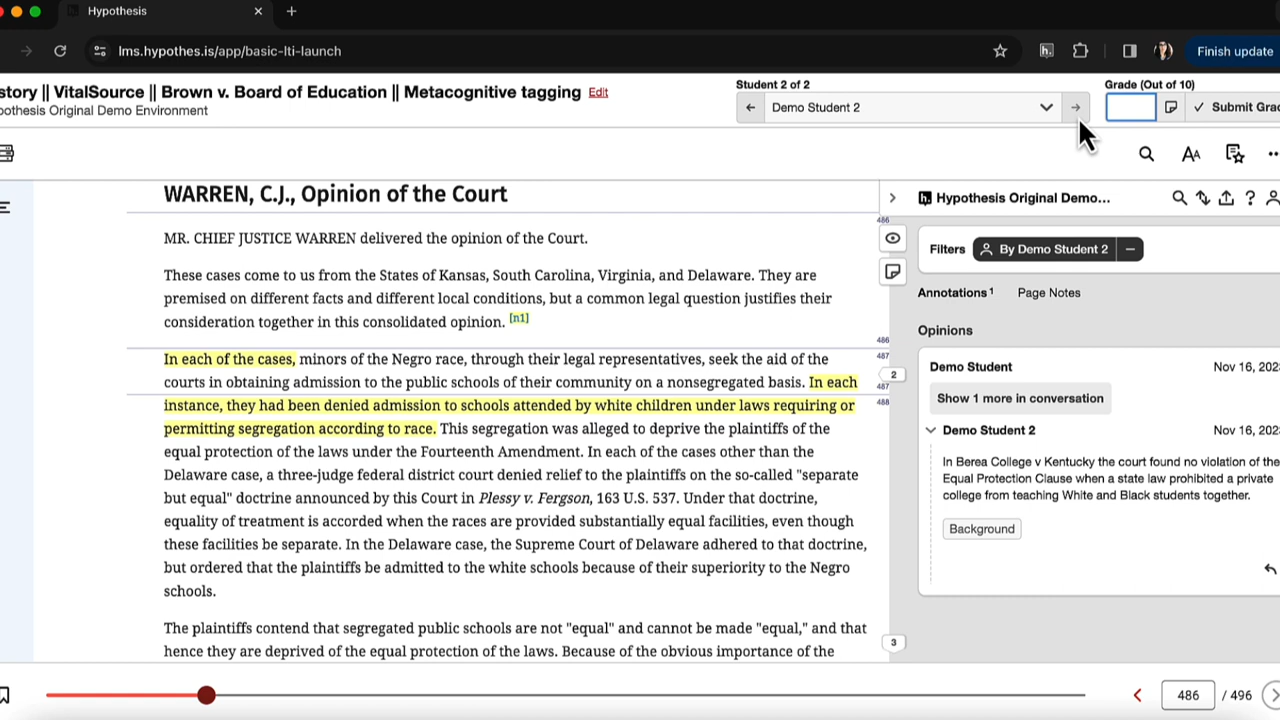 Hypothesis
lms.hypothes.is/app/basic-lti-launch
h.
Finish update
story || VitalSource || Brown v. Board of Education || Metacognitive tagging Edit
pothesis Original Demo Environment
Student 2 of 2
Demo Student 2
Grade (Out of 10)
Submit Grad
WARREN, C.J., Opinion of the Court
486
MR. CHIEF JUSTICE WARREN delivered the opinion of the Court.
These cases come to us from the States of Kansas, South Carolina, Virginia, and Delaware. They are
premised on different facts and different local conditions, but a common legal question justifies their
consideration together in this consolidated opinion. [n1]
486
487
In each of the cases, minors of the Negro race, through their legal representatives, seek the aid of the
2
courts in obtaining admission to the public schools of their community on a nonsegregated basis. In each
487
instance, they had been denied admission to schools attended by white children under laws requiring or
488
permitting segregation according to race. This segregation was alleged to deprive the plaintiffs of the
equal protection of the laws under the Fourteenth Amendment. In each of the cases other than the
Delaware case, a three-judge federal district court denied relief to the plaintiffs on the so-called "separate
but equal" doctrine announced by this Court in Plessy v. Fergson, 163 U.S. 537. Under that doctrine,
equality of treatment is accorded when the races are provided substantially equal facilities, even though
these facilities be separate. In the Delaware case, the Supreme Court of Delaware adhered to that doctrine,
but ordered that the plaintiffs be admitted to the white schools because of their superiority to the Negro
schools.
The plaintiffs contend that segregated public schools are not "equal" and cannot be made "equal," and that
3
hence they are deprived of the equal protection of the laws. Because of the obvious importance of the
h. Hypothesis Original Demo...
?
Filters By Demo Student 2
Annotations 1 Page Notes
Opinions
Demo Student Nov 16, 202
Show 1 more in conversation
Demo Student 2 Nov 16, 202
In Berea College v Kentucky the court found no violation of the
Equal Protection Clause when a state law prohibited a private
college from teaching White and Black students together.
Background
486 / 496